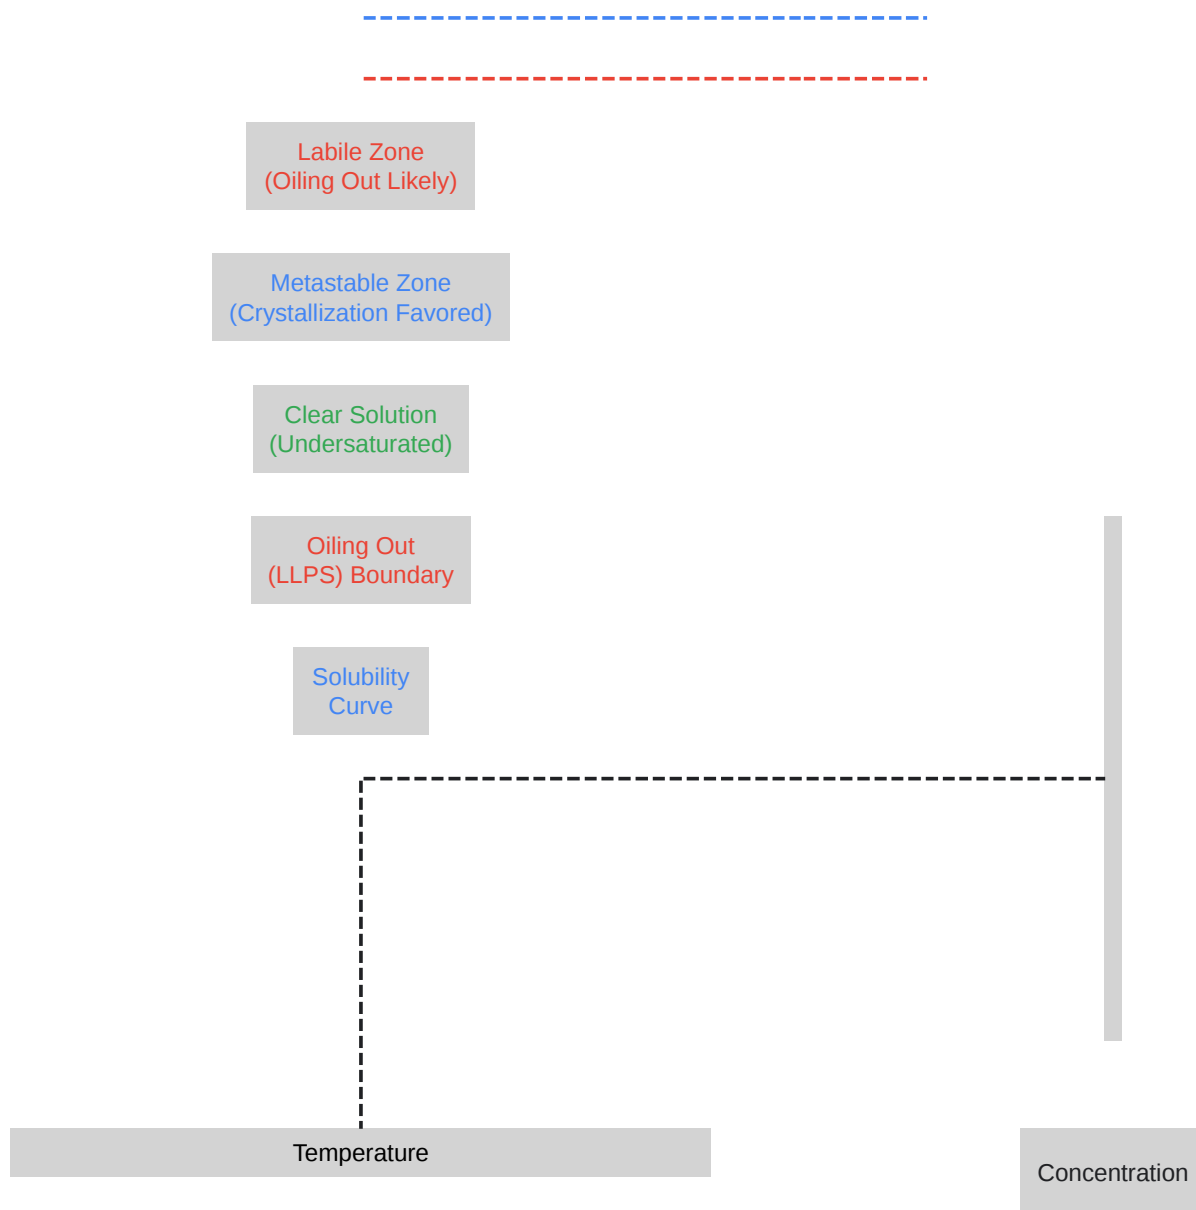 Labile Zone
(Oiling Out Likely)
Metastable Zone
(Crystallization Favored)
Clear Solution
(Undersaturated)
Oiling Out
(LLPS) Boundary
Solubility
Curve
Temperature
Concentration